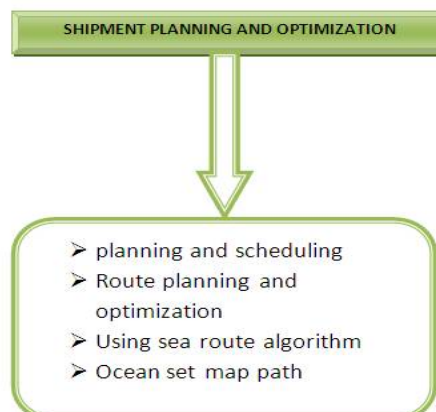 SHIPMENT PLANNING AND OPTIMIZATION
➢ planning and scheduling
➢ Route planning and
optimization
➢ Using sea route algorithm
➢ Ocean set map path